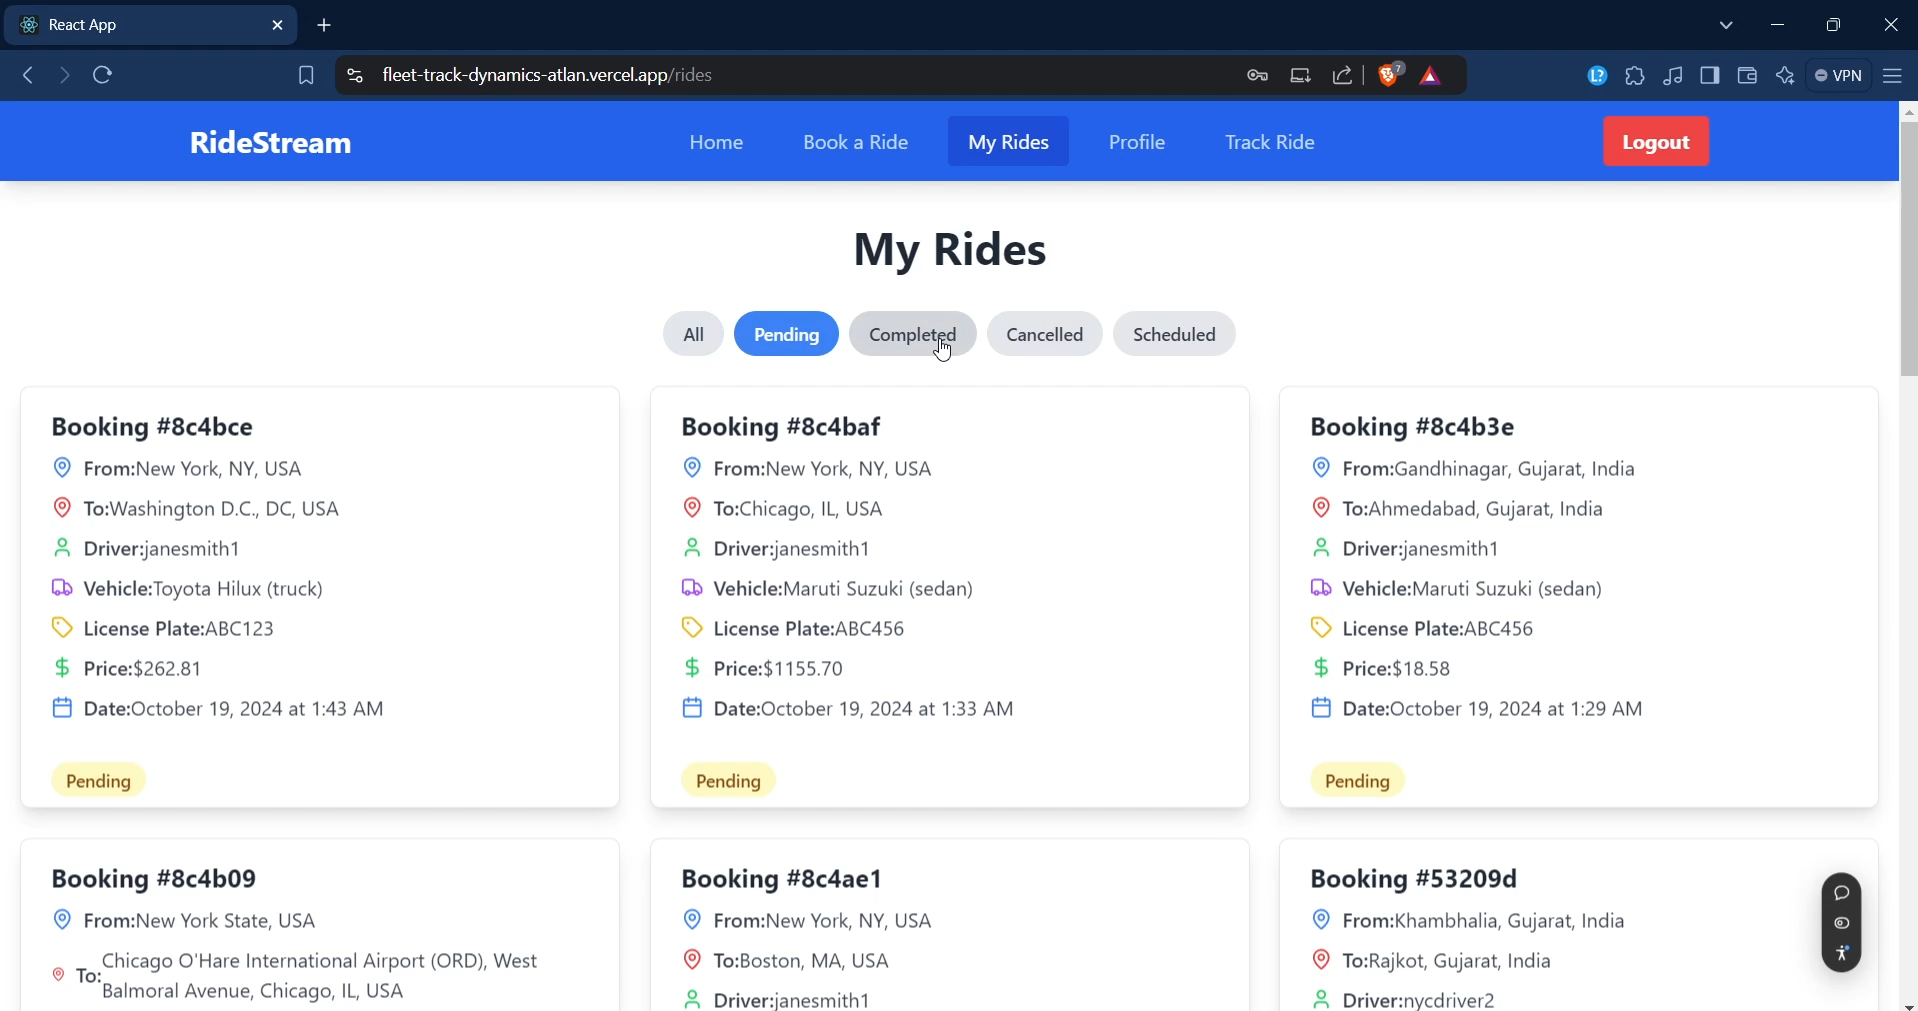 React App
fleet-track-dynamics-atlan.vercel.app/rides
7
L?
VPN
RideStream
Home
Book a Ride
My Rides
Profile
Track Ride
Logout
My Rides
All
Pending
Completed
Cancelled
Scheduled
Booking #8c4bce
From:New York, NY, USA
To:Washington D.C., DC, USA
Driver:janesmith1
Vehicle:Toyota Hilux (truck)
License Plate:ABC123
Price:$262.81
Date:October 19, 2024 at 1:43 AM
Pending
Booking #8c4baf
From:New York, NY, USA
To:Chicago, IL, USA
Driver:janesmith1
Vehicle:Maruti Suzuki (sedan)
License Plate:ABC456
Price:$1155.70
Date:October 19, 2024 at 1:33 AM
Pending
Booking #8c4b3e
From:Gandhinagar, Gujarat, India
To:Ahmedabad, Gujarat, India
Driver:janesmith1
Vehicle:Maruti Suzuki (sedan)
License Plate:ABC456
Price:$18.58
Date:October 19, 2024 at 1:29 AM
Pending
Booking #8c4b09
From:New York State, USA
To:Chicago O'Hare International Airport (ORD), West
Balmoral Avenue, Chicago, IL, USA
Booking #8c4ae1
From:New York, NY, USA
To:Boston, MA, USA
Driver:janesmith1
Booking #53209d
From:Khambhalia, Gujarat, India
To:Rajkot, Gujarat, India
Driver:nycdriver2